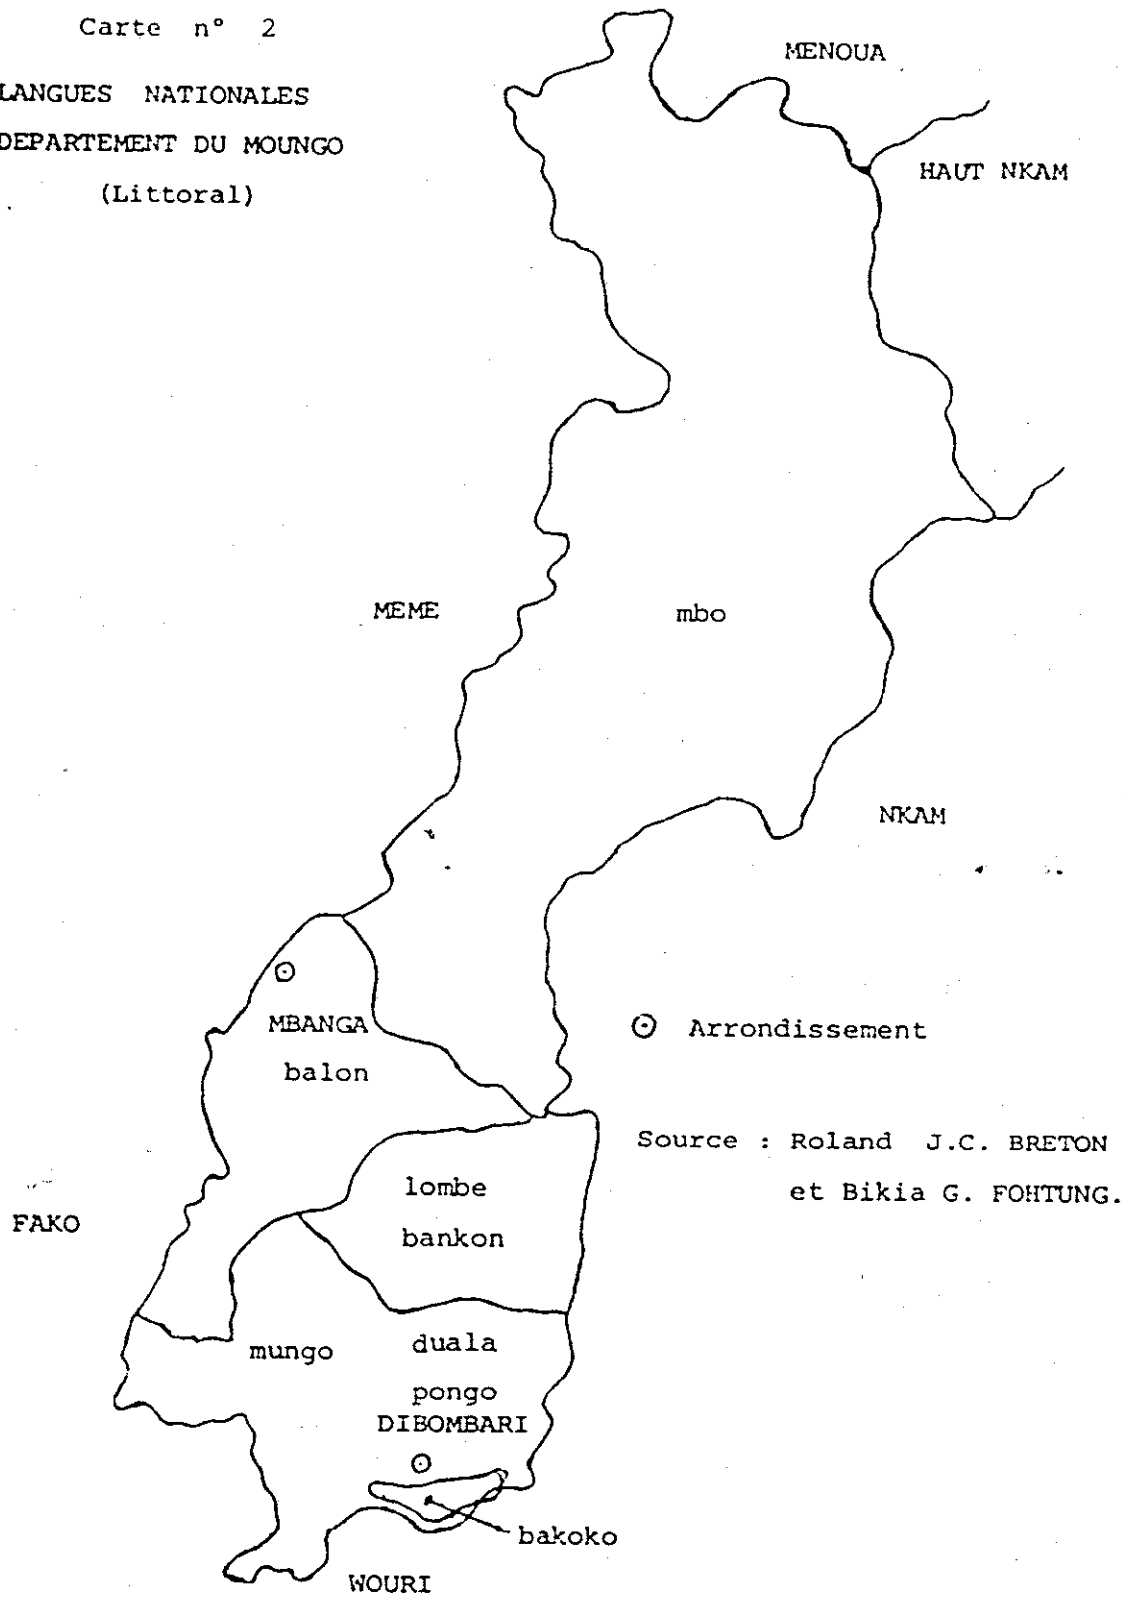 Carte n° 2
LANGUES NATIONALES
DEPARTEMENT DU MOUNGO
(Littoral)
MENOUA
HAUT NKAM
MEME
mbo
NKAM
MBANGA
balon
Arrondissement
Source : Roland J.C. BRETON
et Bikia G. FOHTUNG.
lombe
bankon
FAKO
mungo
duala
pongo
DIBOMBARI
bakoko
WOURI